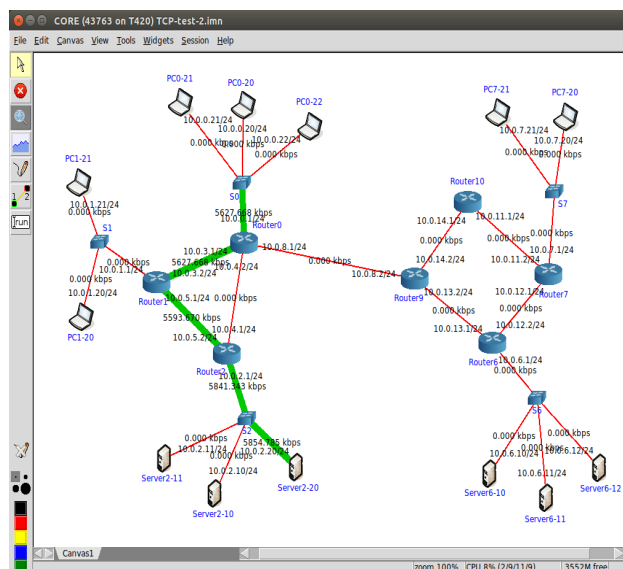 CORE (43763 on T420) TCP-test-2.imn
File Edit Canvas View Tools Widgets Session Help
PC0-21
PC0-20
PC0-22
10.0.0.21/24
10.0.0.20/24
10.0.0.22/24
0.000 kbps
0.000 kbps
0.000 kbps
S0
5627.668 kbps
10.0.0.1/24
Router0
PC7-21
PC7-20
10.0.7.21/24
10.0.7.20/24
0.000 kbps
0.000 kbps
S7
0.000 kbps
10.0.7.1/24
PC1-21
10.0.1.21/24
0.000 kbps
S1
0.000 kbps
10.0.1.1/24
0.000 kbps
10.0.1.20/24
PC1-20
Router1
10.0.3.1/24
5627.668 kbps
10.0.3.2/24
10.0.4.2/24
10.0.8.1/24
0.000 kbps
10.0.8.2/24
Router10
10.0.14.1/24
0.000 kbps
10.0.14.2/24
10.0.11.1/24
0.000 kbps
10.0.11.2/24
Router9
Router7
10.0.13.2/24
0.000 kbps
10.0.13.1/24
10.0.12.1/24
0.000 kbps
10.0.12.2/24
Router6
10.0.5.1/24
5593.670 kbps
10.0.5.2/24
0.000 kbps
10.0.4.1/24
10.0.2.1/24
5841.343 kbps
S2
0.000 kbps
10.0.2.11/24
0.000 kbps
10.0.2.10/24
5854.785 kbps
10.0.2.20/24
Server2-11
Server2-10
Server2-20
10.0.6.1/24
0.000 kbps
S6
0.000 kbps
10.0.6.10/24
0.000 kbps
10.0.6.11/24
0.000 kbps
10.0.6.12/24
Server6-10
Server6-11
Server6-12
run
Canvas1
zoom 100%
CPU 8% (2/9/11/9)
3552M free